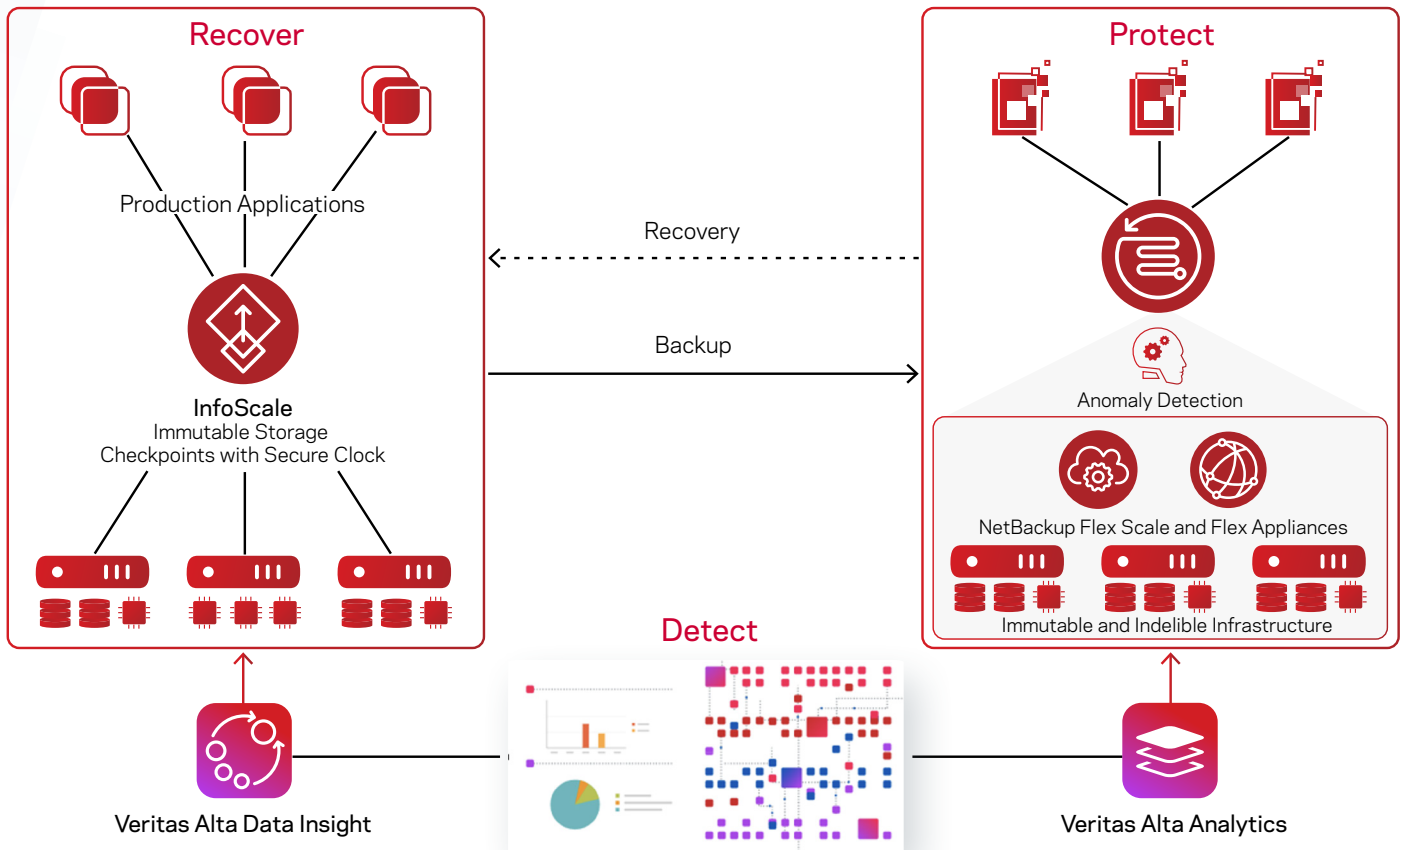 Recover
Production Applications
InfoScale
Immutable Storage
Checkpoints with Secure Clock
Recovery
Backup
Protect
Anomaly Detection
NetBackup Flex Scale and Flex Appliances
Immutable and Indelible Infrastructure
Detect
Veritas Alta Data Insight
Veritas Alta Analytics